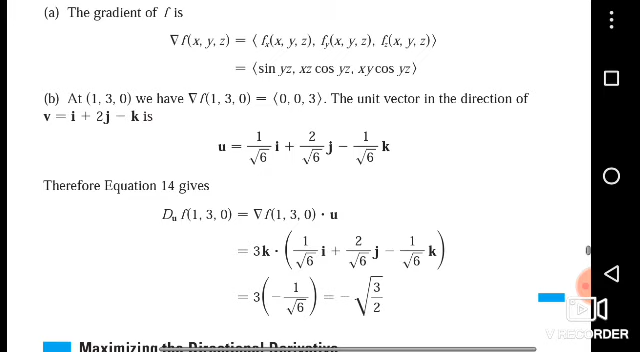 (a) The gradient of f is
∇f(x, y, z) = ⟨ fₓ(x, y, z), f_y(x, y, z), f_z(x, y, z)⟩
= ⟨sin yz, xz cos yz, xy cos yz⟩
(b) At (1, 3, 0) we have ∇f(1, 3, 0) = ⟨0, 0, 3⟩. The unit vector in the direction of
v = i + 2j − k is
u = 1/√6 i + 2/√6 j − 1/√6 k
Therefore Equation 14 gives
D_u f(1, 3, 0) = ∇f(1, 3, 0) · u
= 3k · (1/√6 i + 2/√6 j − 1/√6 k)
= 3(−1/√6) = −√(3/2)
Maximizing the Directional Derivative
V RECORDER